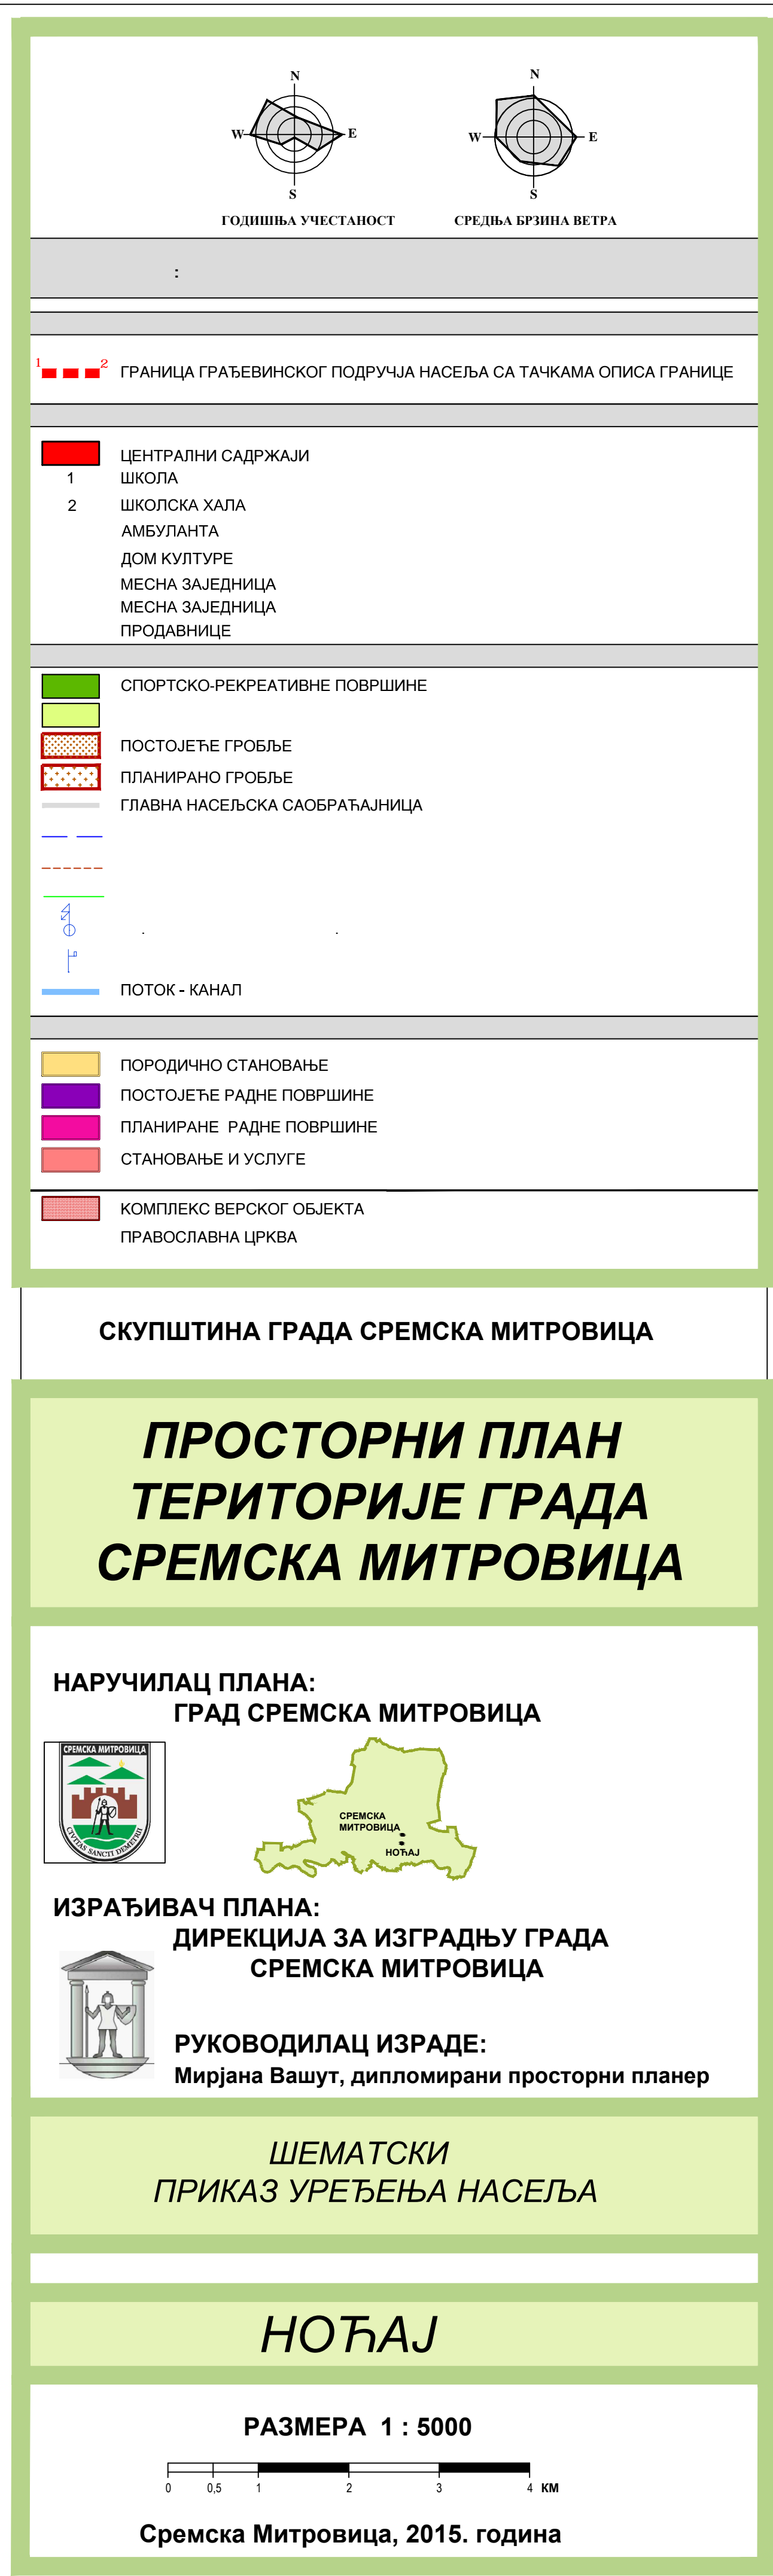 N
N
W
E
W
E
S
S
ГОДИШЊА УЧЕСТАНОСТ
СРЕДЊА БРЗИНА ВЕТРА
:
1 2 ГРАНИЦА ГРАЂЕВИНСКОГ ПОДРУЧЈА НАСЕЉА СА ТАЧКАМА ОПИСА ГРАНИЦЕ
ЦЕНТРАЛНИ САДРЖАЈИ
1 ШКОЛА
2 ШКОЛСКА ХАЛА
АМБУЛАНТА
ДОМ КУЛТУРЕ
МЕСНА ЗАЈЕДНИЦА
МЕСНА ЗАЈЕДНИЦА
ПРОДАВНИЦЕ
СПОРТСКО-РЕКРЕАТИВНЕ ПОВРШИНЕ
ПОСТОЈЕЋЕ ГРОБЉЕ
ПЛАНИРАНО ГРОБЉЕ
ГЛАВНА НАСЕЉСКА САОБРАЋАЈНИЦА
. .
ПОТОК - КАНАЛ
ПОРОДИЧНО СТАНОВАЊЕ
ПОСТОЈЕЋЕ РАДНЕ ПОВРШИНЕ
ПЛАНИРАНЕ РАДНЕ ПОВРШИНЕ
СТАНОВАЊЕ И УСЛУГЕ
КОМПЛЕКС ВЕРСКОГ ОБЈЕКТА
ПРАВОСЛАВНА ЦРКВА
СКУПШТИНА ГРАДА СРЕМСКА МИТРОВИЦА
ПРОСТОРНИ ПЛАН
ТЕРИТОРИЈЕ ГРАДА
СРЕМСКА МИТРОВИЦА
НАРУЧИЛАЦ ПЛАНА:
ГРАД СРЕМСКА МИТРОВИЦА
СРЕМСКА МИТРОВИЦА
CIVITAS SANCTI DEMETRII
СРЕМСКА
МИТРОВИЦА
НОЋАЈ
ИЗРАЂИВАЧ ПЛАНА:
ДИРЕКЦИЈА ЗА ИЗГРАДЊУ ГРАДА
СРЕМСКА МИТРОВИЦА
РУКОВОДИЛАЦ ИЗРАДЕ:
Мирјана Вашут, дипломирани просторни планер
ШЕМАТСКИ
ПРИКАЗ УРЕЂЕЊА НАСЕЉА
НОЋАЈ
РАЗМЕРА 1 : 5000
0 0,5 1 2 3 4 КМ
Сремска Митровица, 2015. година